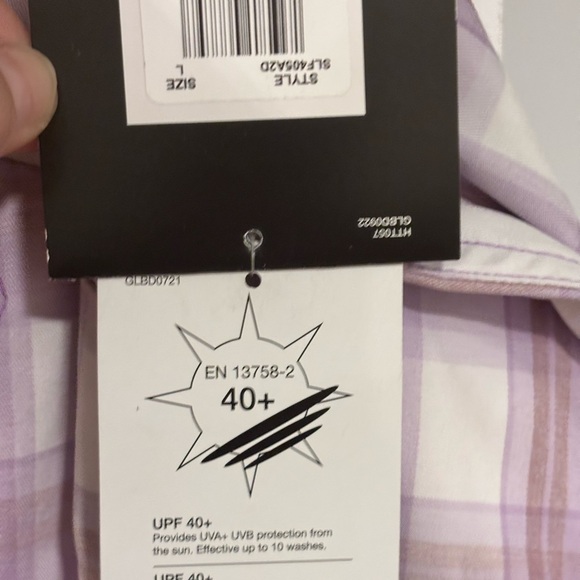 SIZE
L
STYLE
SLF405A2D
HTT057
GLBD0922
GLBD0721
EN 13758-2
40+
UPF 40+
Provides UVA+ UVB protection from
the sun. Effective up to 10 washes.
UPF 40+